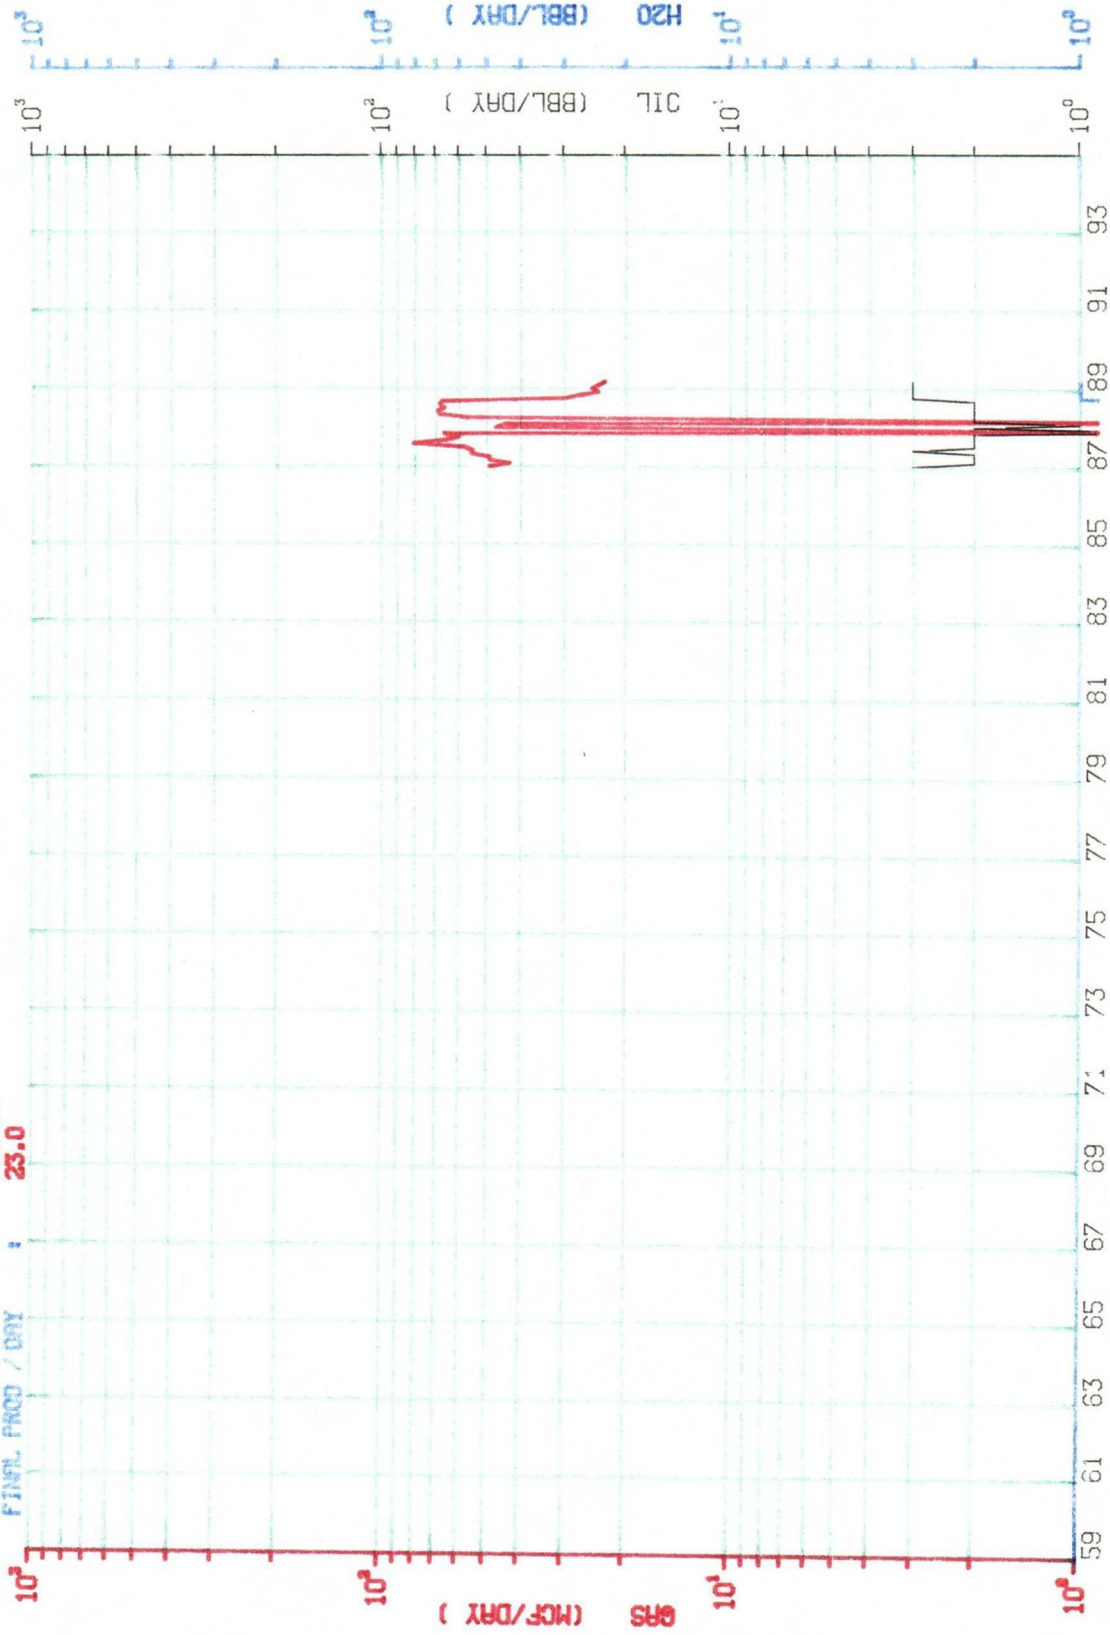 FINAL PROD / DAY : 23.0
GAS (MCF/DAY )
10³
10²
10¹
10⁰
59 61 63 65 67 69 71 73 75 77 79 81 83 85 87 89 91 93
OIL (BBL/DAY )
10³
10²
10¹
10⁰
H2O (BBL/DAY )
10³
10²
10¹
10⁰